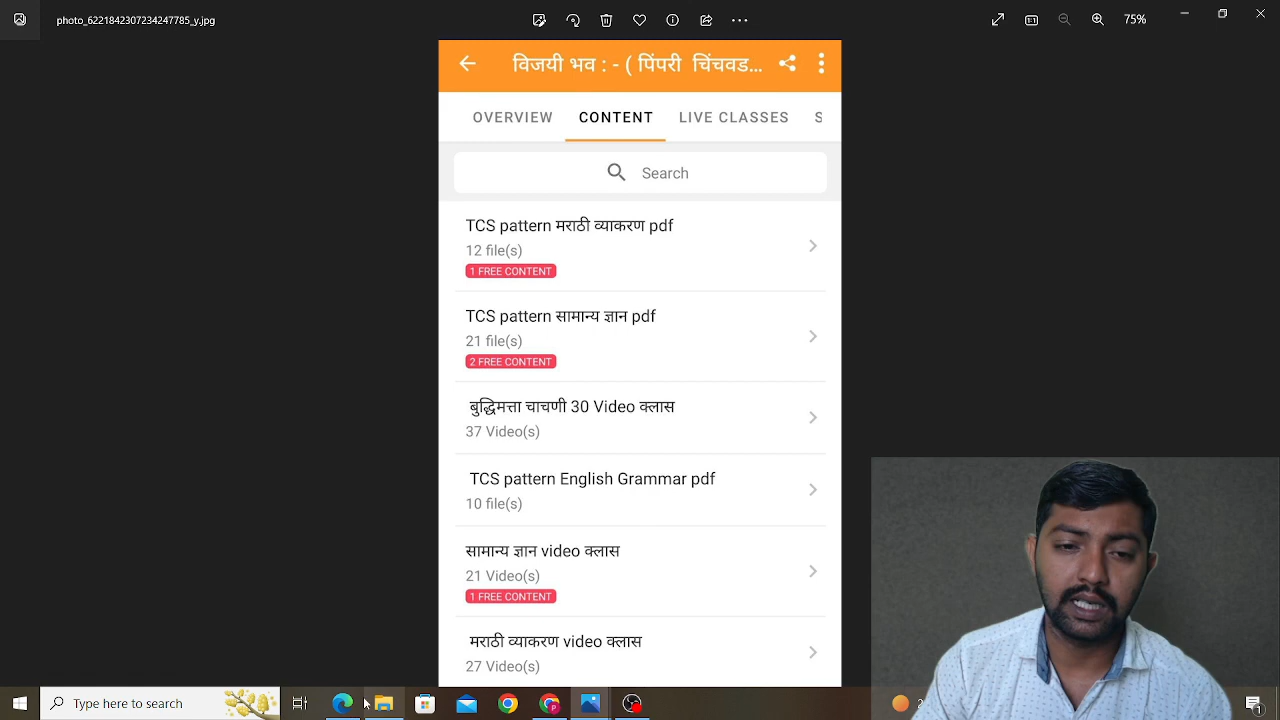 photo_6218423073424247785_y.jpg
75%
विजयी भव : - ( पिंपरी चिंचवड...
OVERVIEW CONTENT LIVE CLASSES S
Search
TCS pattern मराठी व्याकरण pdf
12 file(s)
1 FREE CONTENT
TCS pattern सामान्य ज्ञान pdf
21 file(s)
2 FREE CONTENT
बुद्धिमत्ता चाचणी 30 Video क्लास
37 Video(s)
TCS pattern English Grammar pdf
10 file(s)
सामान्य ज्ञान video क्लास
21 Video(s)
1 FREE CONTENT
मराठी व्याकरण video क्लास
27 Video(s)
Type here to search